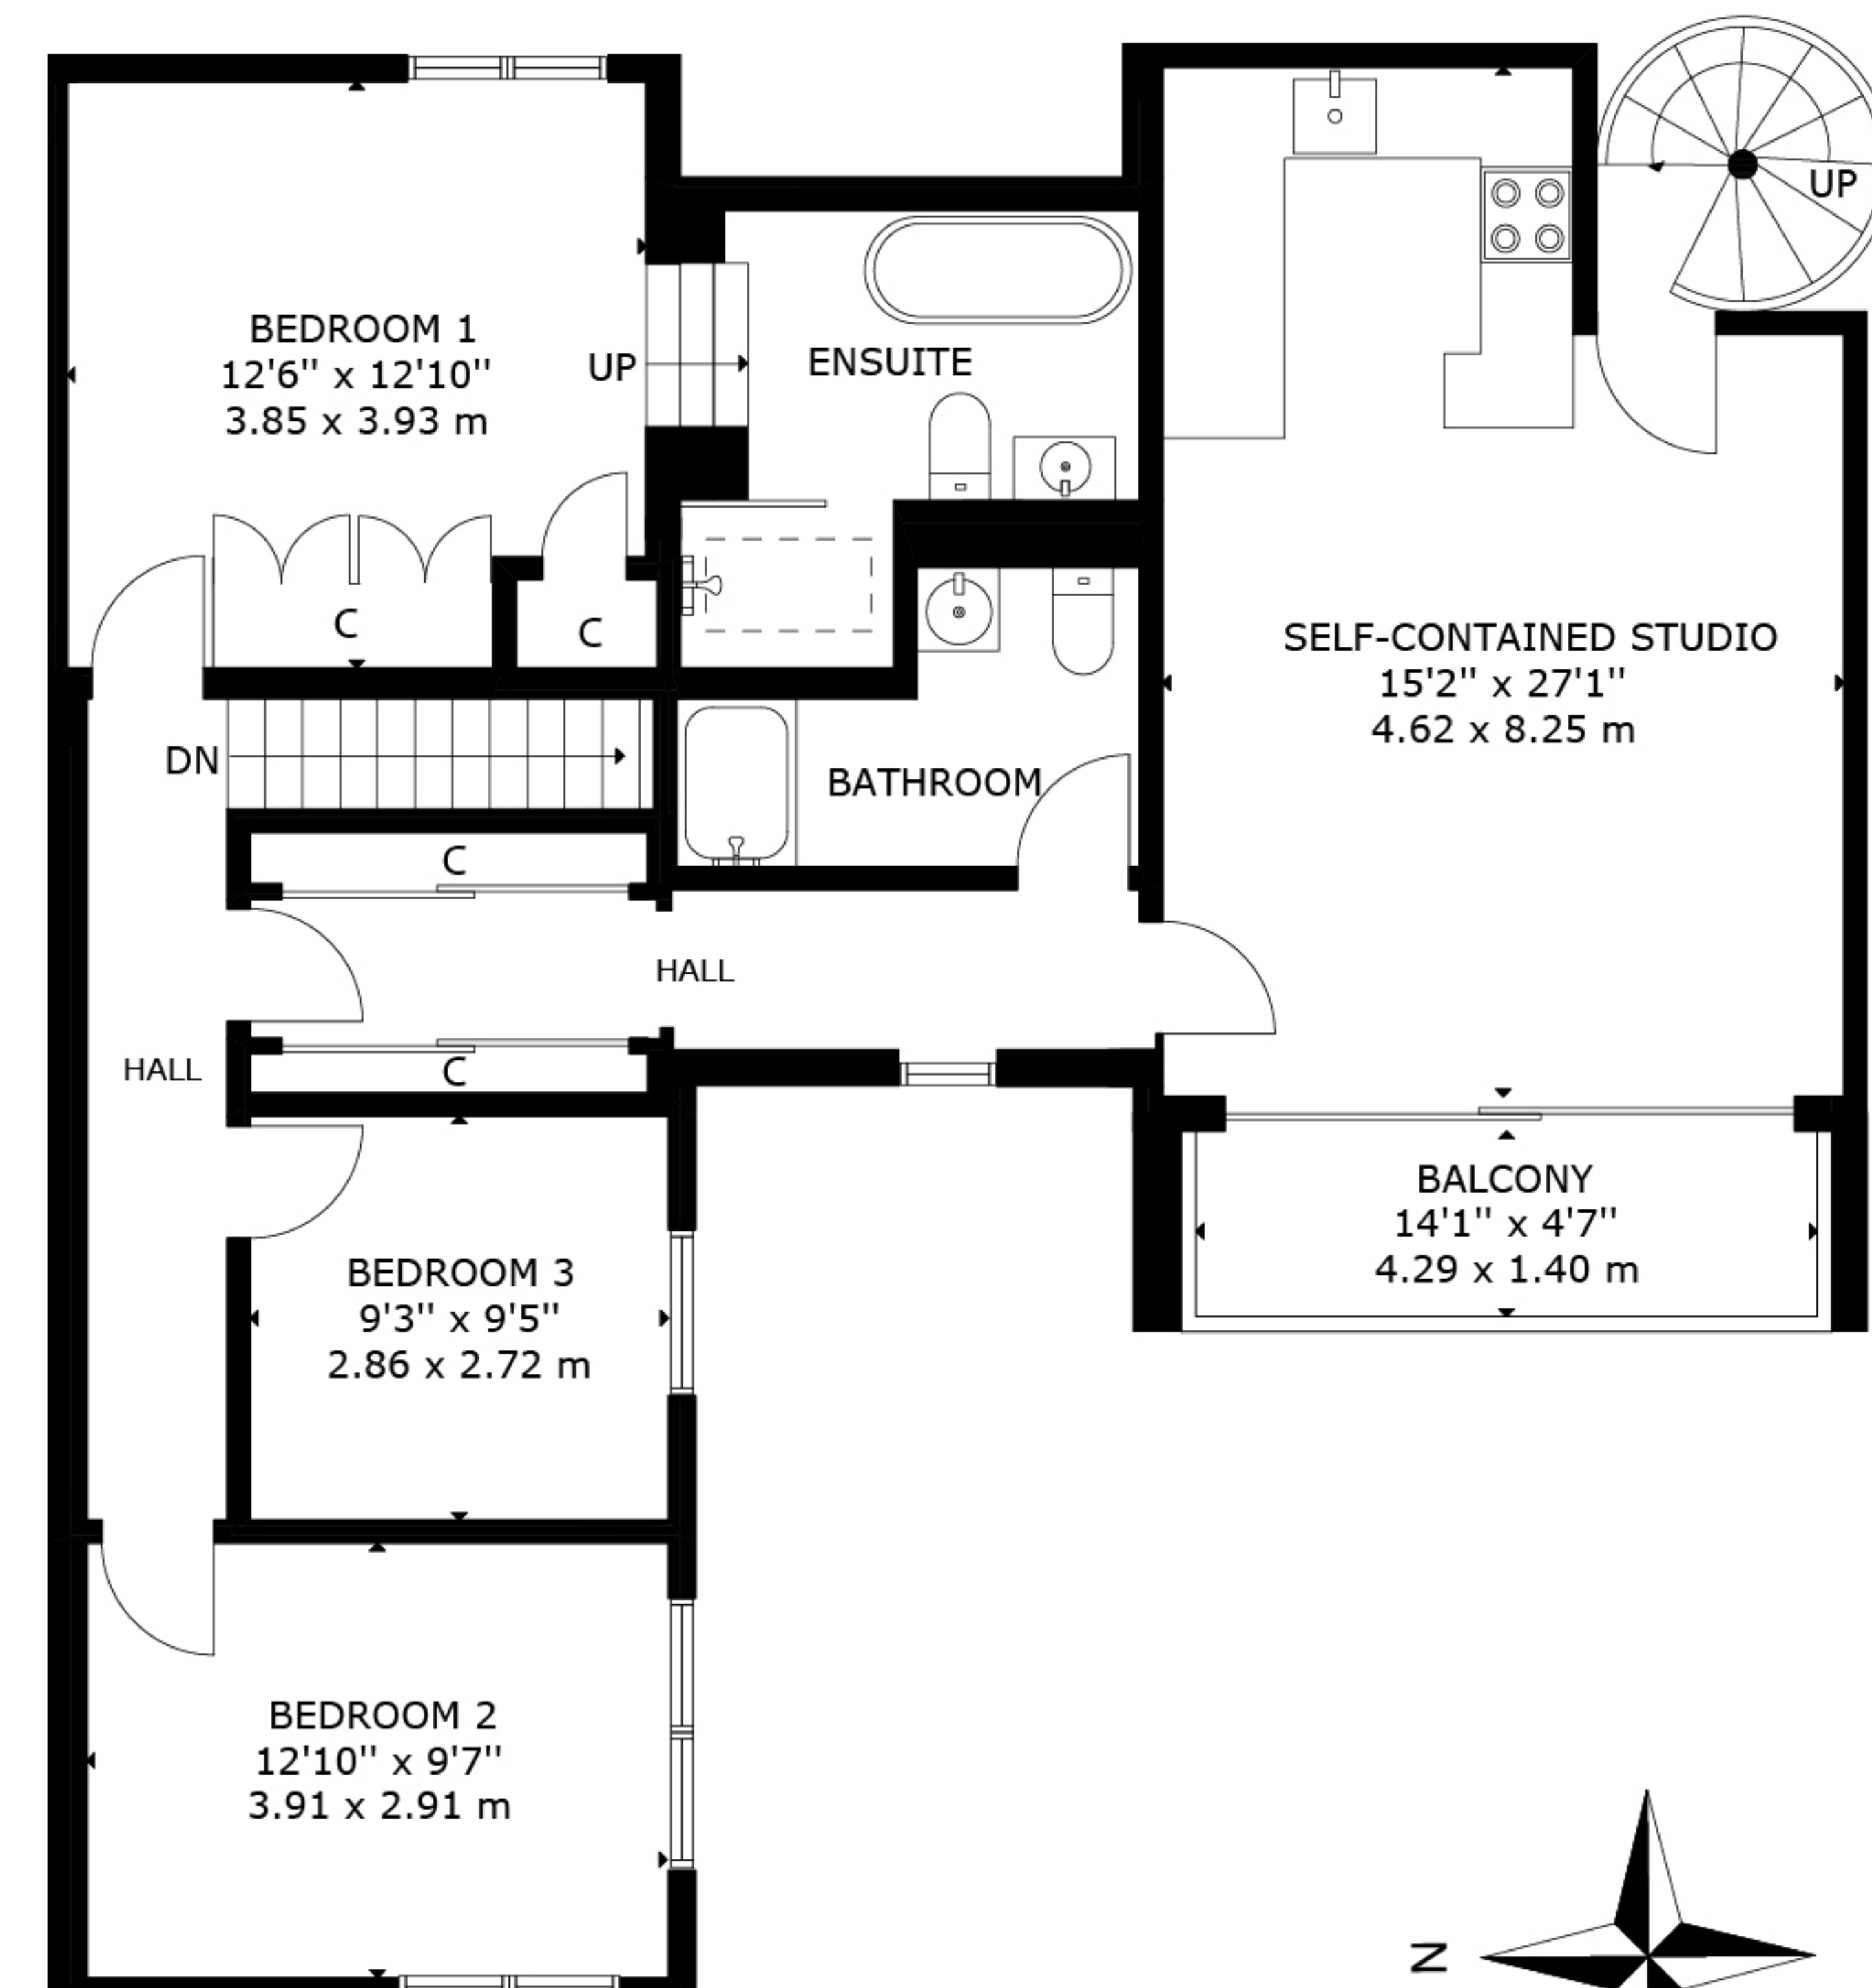 BEDROOM 1
12'6" x 12'10"
3.85 x 3.93 m
UP
ENSUITE
UP
C
C
SELF-CONTAINED STUDIO
15'2" x 27'1"
4.62 x 8.25 m
DN
BATHROOM
C
HALL
HALL
C
BALCONY
14'1" x 4'7"
4.29 x 1.40 m
BEDROOM 3
9'3" x 9'5"
2.86 x 2.72 m
BEDROOM 2
12'10" x 9'7"
3.91 x 2.91 m
N